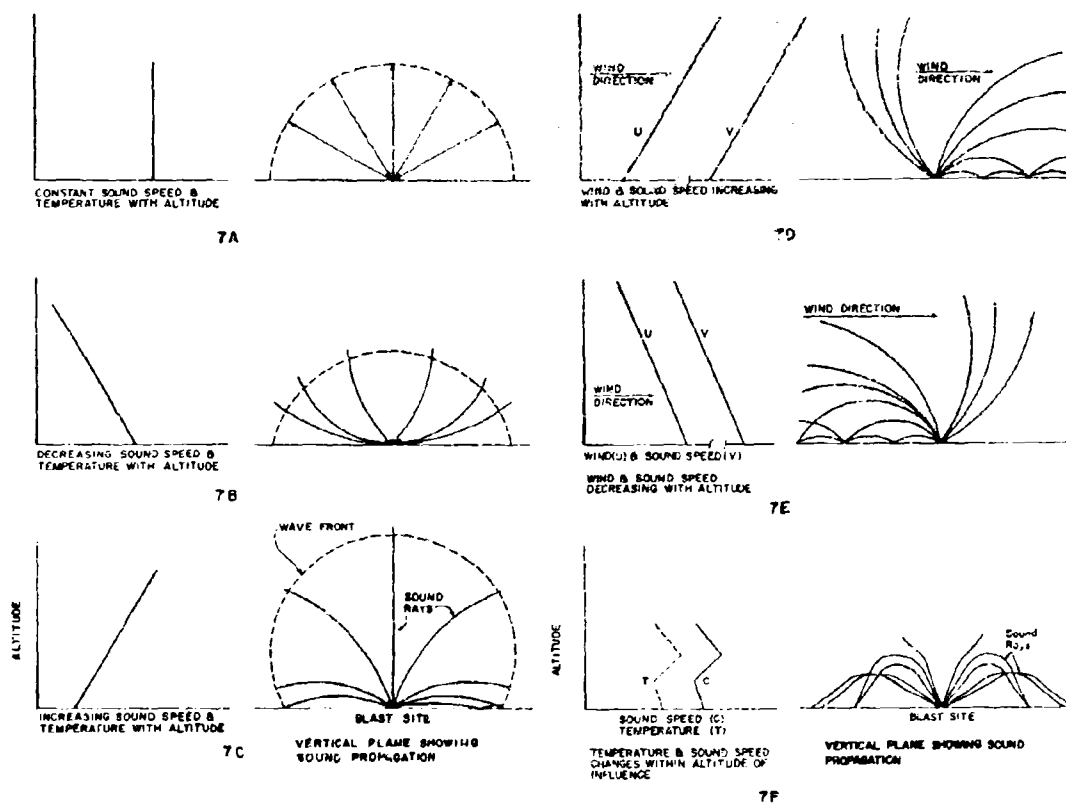 CONSTANT SOUND SPEED &
TEMPERATURE WITH ALTITUDE
7A
DECREASING SOUND SPEED &
TEMPERATURE WITH ALTITUDE
7B
ALTITUDE
WAVE FRONT
SOUND
RAYS
INCREASING SOUND SPEED &
TEMPERATURE WITH ALTITUDE
BLAST SITE
7C
VERTICAL PLANE SHOWING
SOUND PROPAGATION
WIND
DIRECTION
U
V
WIND
DIRECTION
WIND & SOUND SPEED INCREASING
WITH ALTITUDE
7D
U
V
WIND
DIRECTION
WIND DIRECTION
WIND(U) & SOUND SPEED(V)
WIND & SOUND SPEED
DECREASING WITH ALTITUDE
7E
ALTITUDE
T
C
Sound
Rays
SOUND SPEED (C)
TEMPERATURE (T)
BLAST SITE
TEMPERATURE & SOUND SPEED
CHANGES WITHIN ALTITUDE OF
INFLUENCE
VERTICAL PLANE SHOWING SOUND
PROPAGATION
7F